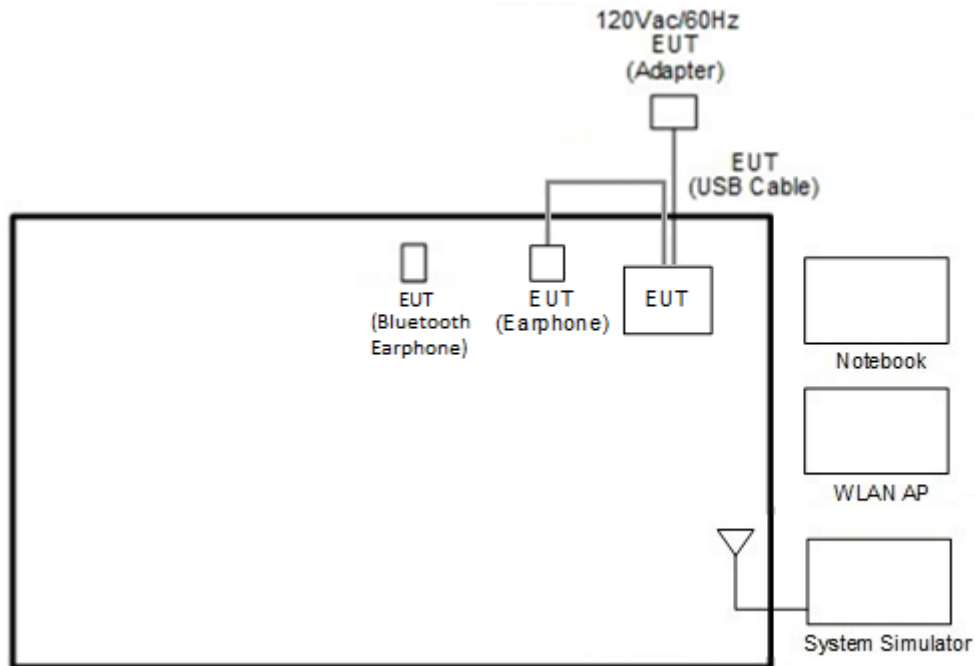 120Vac/60Hz
EUT
(Adapter)
EUT
(USB Cable)
EUT
(Bluetooth
Earphone)
EUT
(Earphone)
EUT
Notebook
WLAN AP
System Simulator